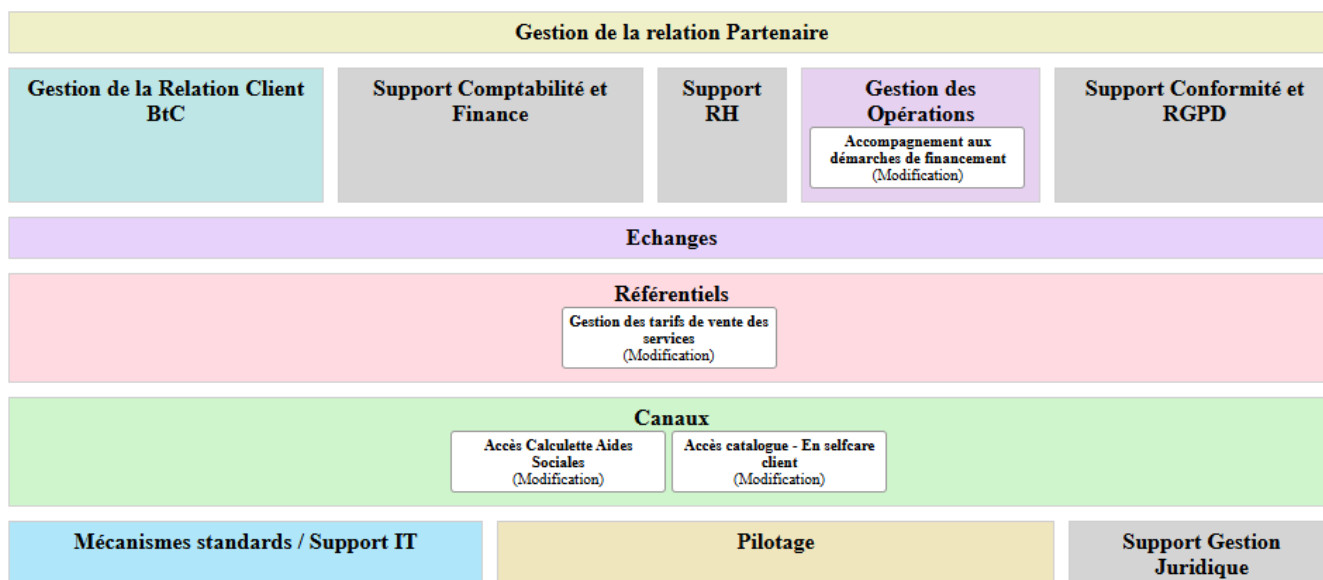 Gestion de la relation Partenaire
Gestion de la Relation Client
BtC
Support Comptabilité et
Finance
Support
RH
Gestion des
Opérations
Accompagnement aux
démarches de financement
(Modification)
Support Conformité et
RGPD
Echanges
Référentiels
Gestion des tarifs de vente des
services
(Modification)
Canaux
Accès Calculette Aides
Sociales
(Modification)
Accès catalogue - En selfcare
client
(Modification)
Mécanismes standards / Support IT
Pilotage
Support Gestion
Juridique